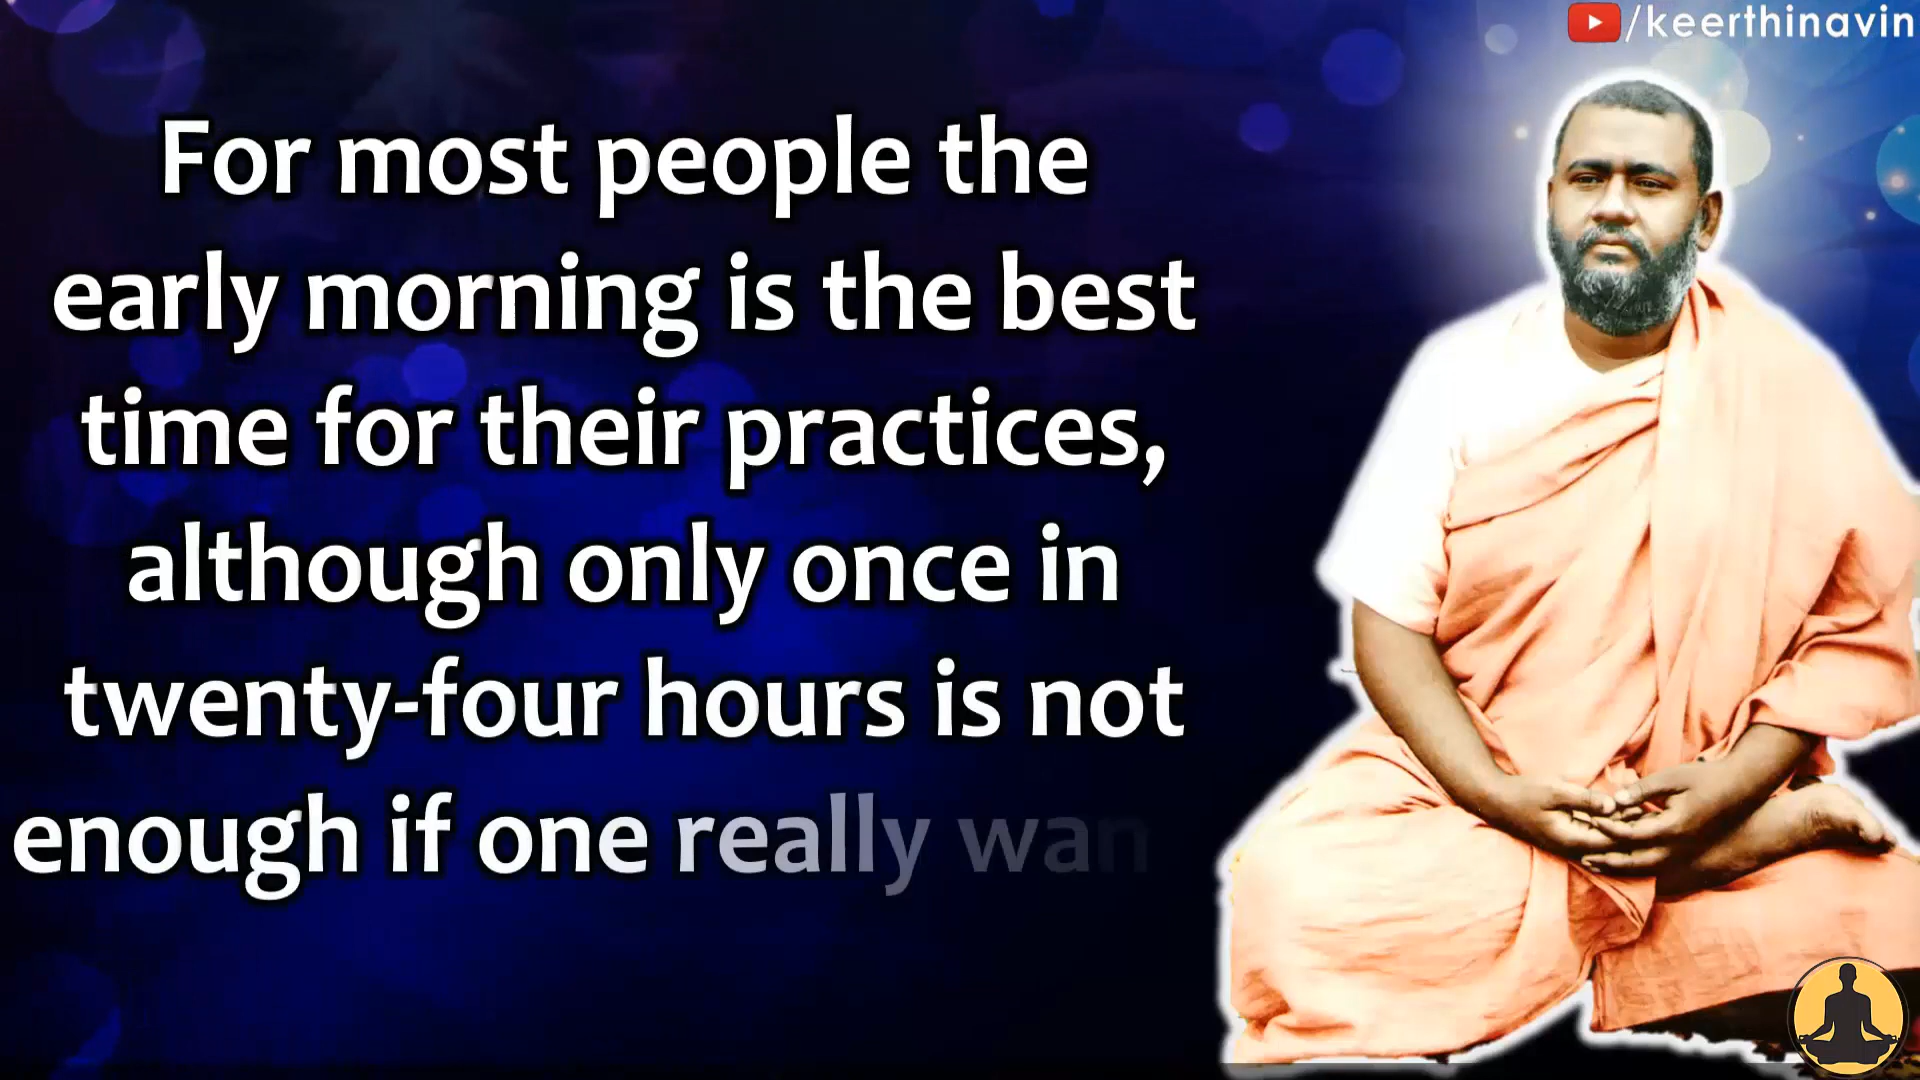 /keerthinavin
For most people the
early morning is the best
time for their practices,
although only once in
twenty-four hours is not
enough if one really wan